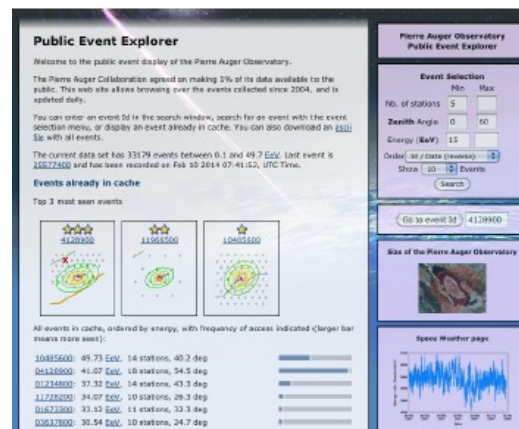 Public Event Explorer
Welcome to the public event display of the Pierre Auger Observatory.
The Pierre Auger Collaboration agreed on making 1% of its data available to the
public. This web site allows browsing over the events collected since 2004, and is
updated daily.
You can enter an event Id in the search window, search for an event with the event
selection menu, or display an event already in cache. You can also download an ascii
file with all events.
The current data set has 33179 events between 0.1 and 49.7 EeV. Last event is
25577400 and has been recorded on Feb 10 2014 07:41:52, UTC Time.
Events already in cache
Top 3 most seen events
4128900 11966500 10485600
All events in cache, ordered by energy, with frequency of access indicated (larger bar
means more seen):
10485600: 49.73 EeV, 14 stations, 40.2 deg
04128900: 41.07 EeV, 18 stations, 54.5 deg
01234800: 37.32 EeV, 14 stations, 43.3 deg
11728200: 34.07 EeV, 10 stations, 26.3 deg
01673300: 33.12 EeV, 11 stations, 32.3 deg
03637800: 30.54 EeV, 10 stations, 24.7 deg
Pierre Auger Observatory
Public Event Explorer
Event Selection
Min Max
Nb. of stations 5
Zenith Angle 0 60
Energy (EeV) 15
Order Id / Date (reverse)
Show 10 Events
Search
Go to event Id 4128900
Size of the Pierre Auger Observatory
Space Weather page